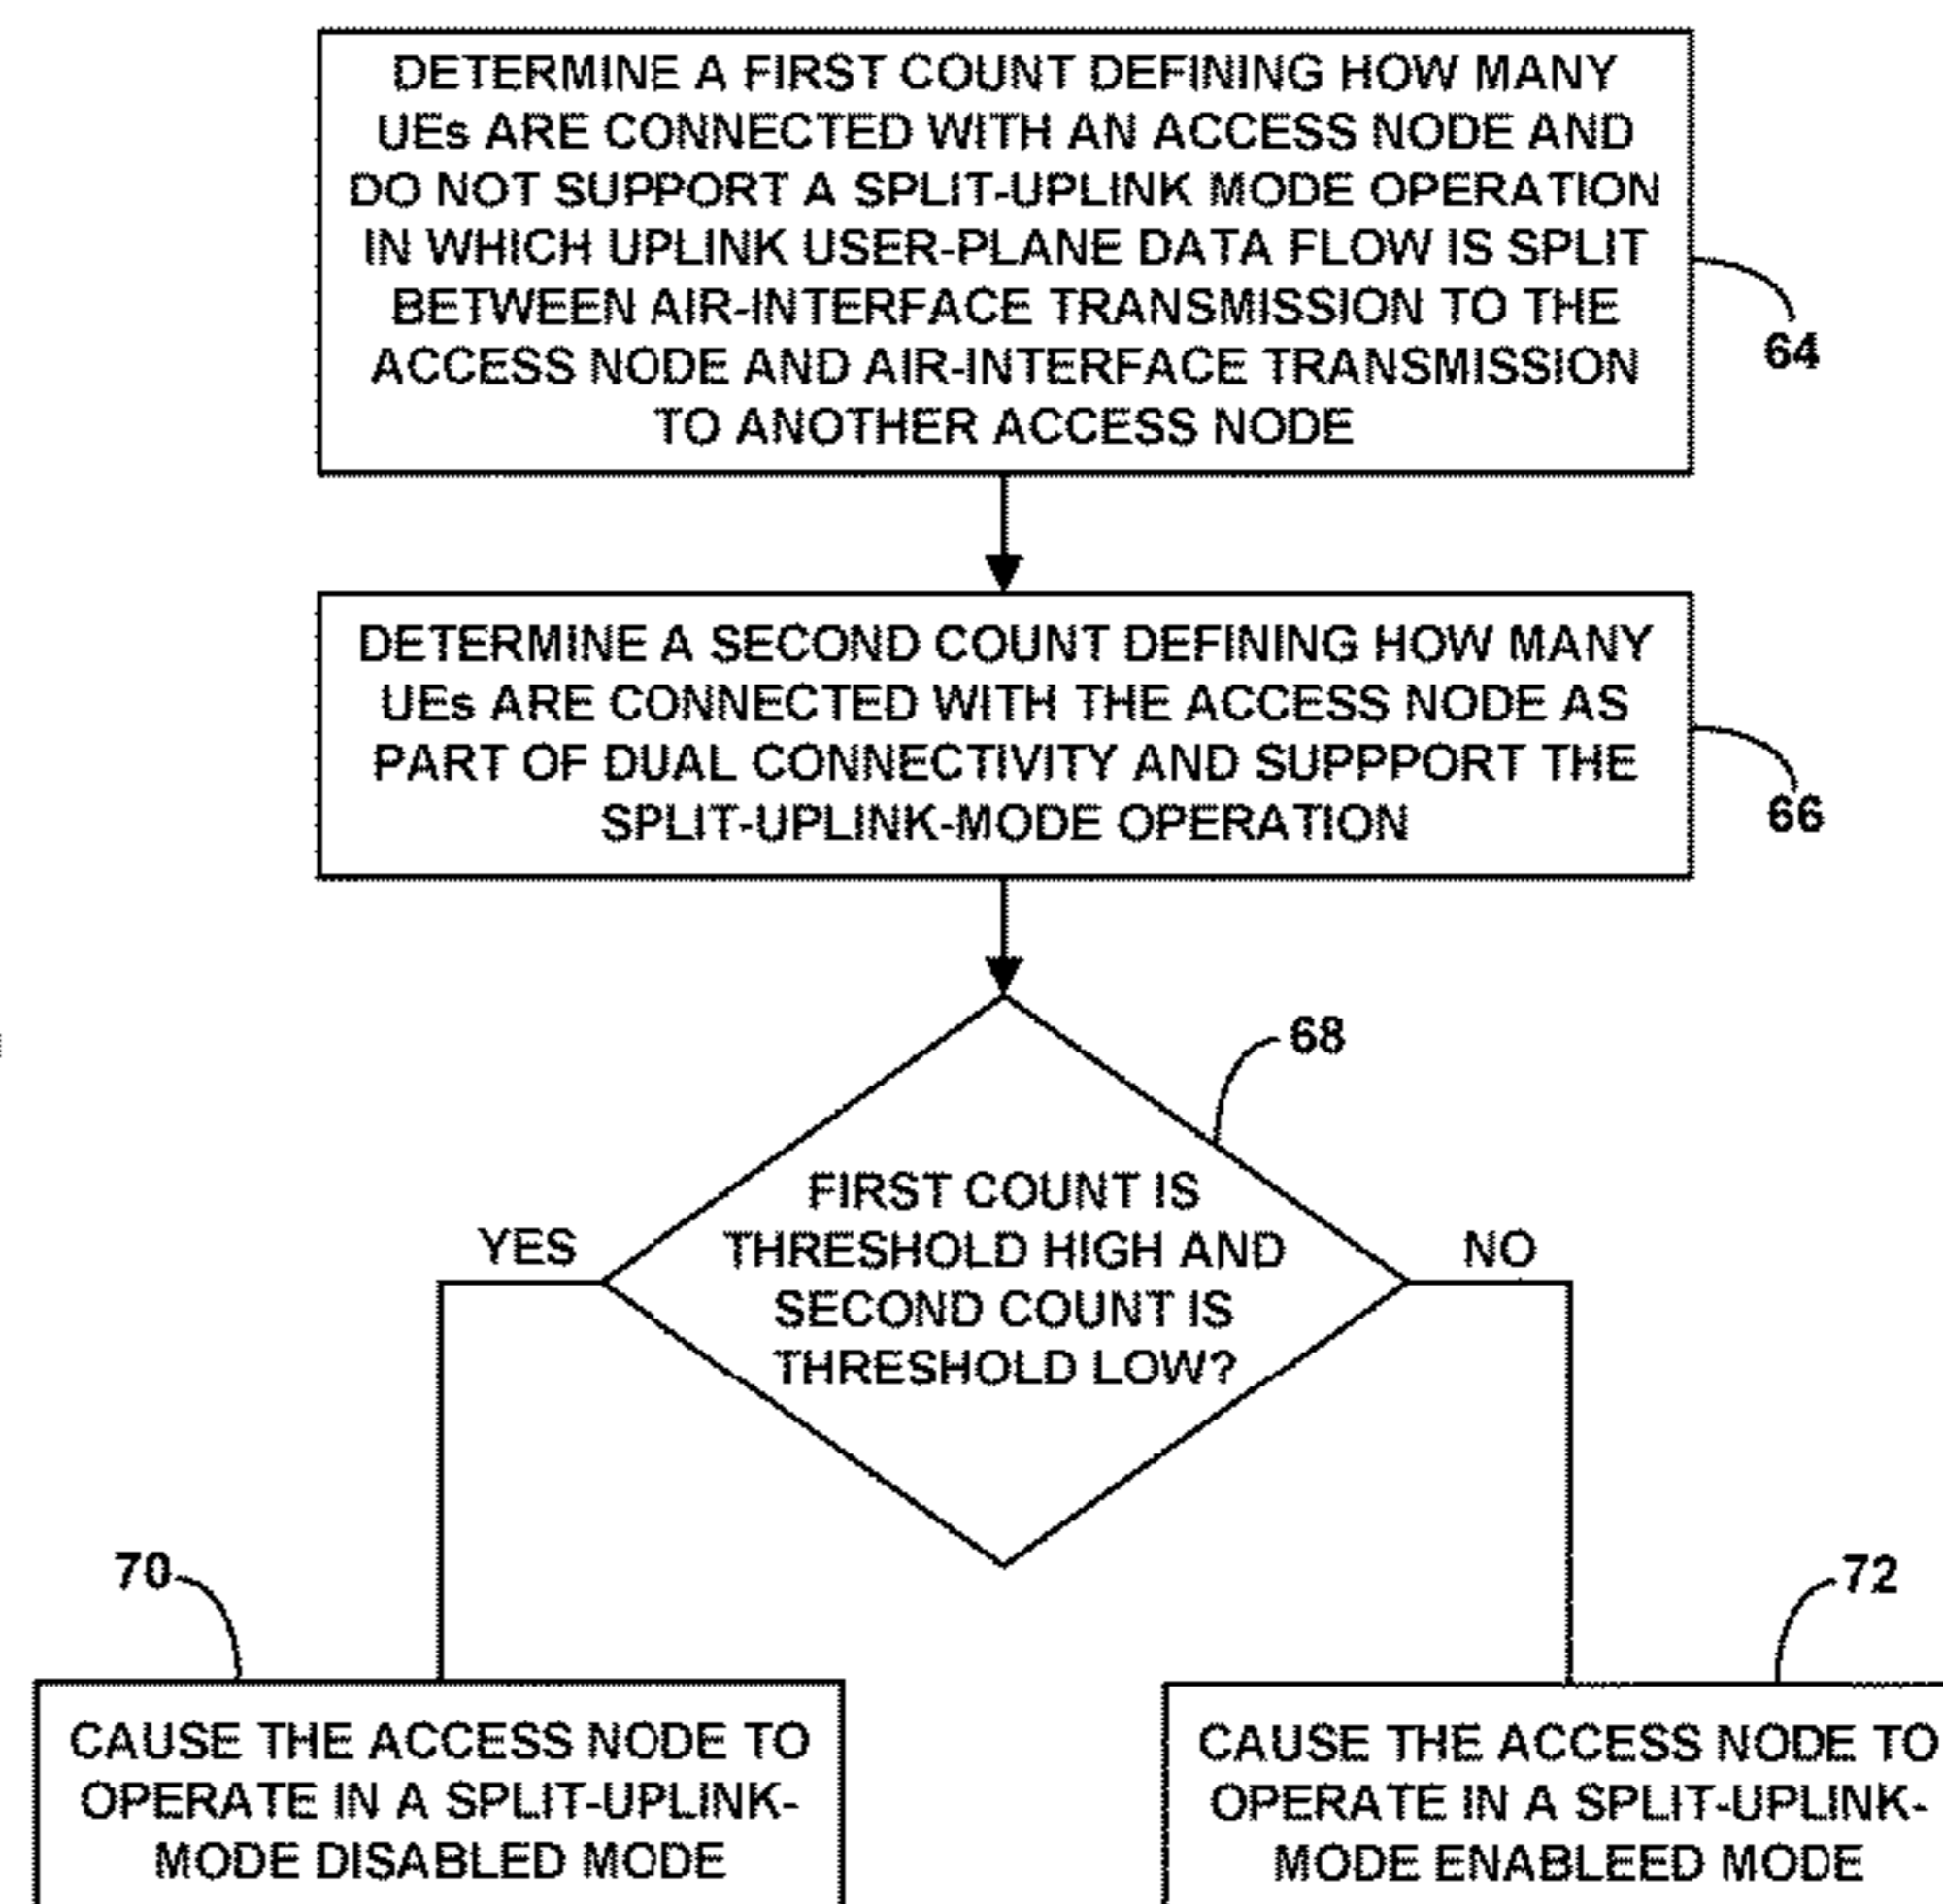 DETERMINE A FIRST COUNT DEFINING HOW MANY
UEs ARE CONNECTED WITH AN ACCESS NODE AND
DO NOT SUPPORT A SPLIT-UPLINK MODE OPERATION
IN WHICH UPLINK USER-PLANE DATA FLOW IS SPLIT
BETWEEN AIR-INTERFACE TRANSMISSION TO THE
ACCESS NODE AND AIR-INTERFACE TRANSMISSION
TO ANOTHER ACCESS NODE
64
DETERMINE A SECOND COUNT DEFINING HOW MANY
UEs ARE CONNECTED WITH THE ACCESS NODE AS
PART OF DUAL CONNECTIVITY AND SUPPPORT THE
SPLIT-UPLINK-MODE OPERATION
66
68
FIRST COUNT IS
THRESHOLD HIGH AND
SECOND COUNT IS
THRESHOLD LOW?
YES
NO
70
CAUSE THE ACCESS NODE TO
OPERATE IN A SPLIT-UPLINK-
MODE DISABLED MODE
72
CAUSE THE ACCESS NODE TO
OPERATE IN A SPLIT-UPLINK-
MODE ENABLEED MODE